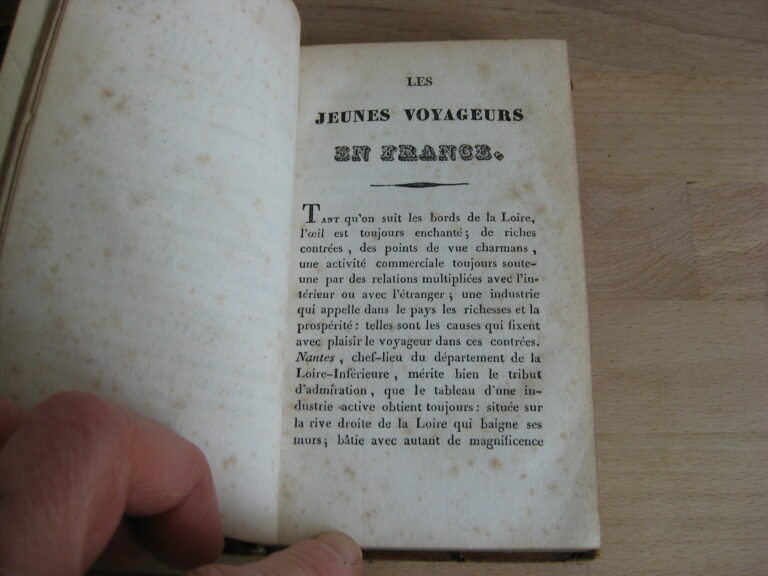 LES
JEUNES VOYAGEURS
EN FRANCE.
TANT qu'on suit les bords de la Loire,
l'œil est toujours enchanté; de riches
contrées, des points de vue charmans,
une activité commerciale toujours soute-
nue par des relations multipliées avec l'in-
térieur ou avec l'étranger; une industrie
qui appelle dans le pays les richesses et la
prospérité: telles sont les causes qui fixent
avec plaisir le voyageur dans ces contrées.
Nantes, chef-lieu du département de la
Loire-Inférieure, mérite bien le tribut
d'admiration, que le tableau d'une in-
dustrie active obtient toujours: située sur
la rive droite de la Loire qui baigne ses
murs; bâtie avec autant de magnificence